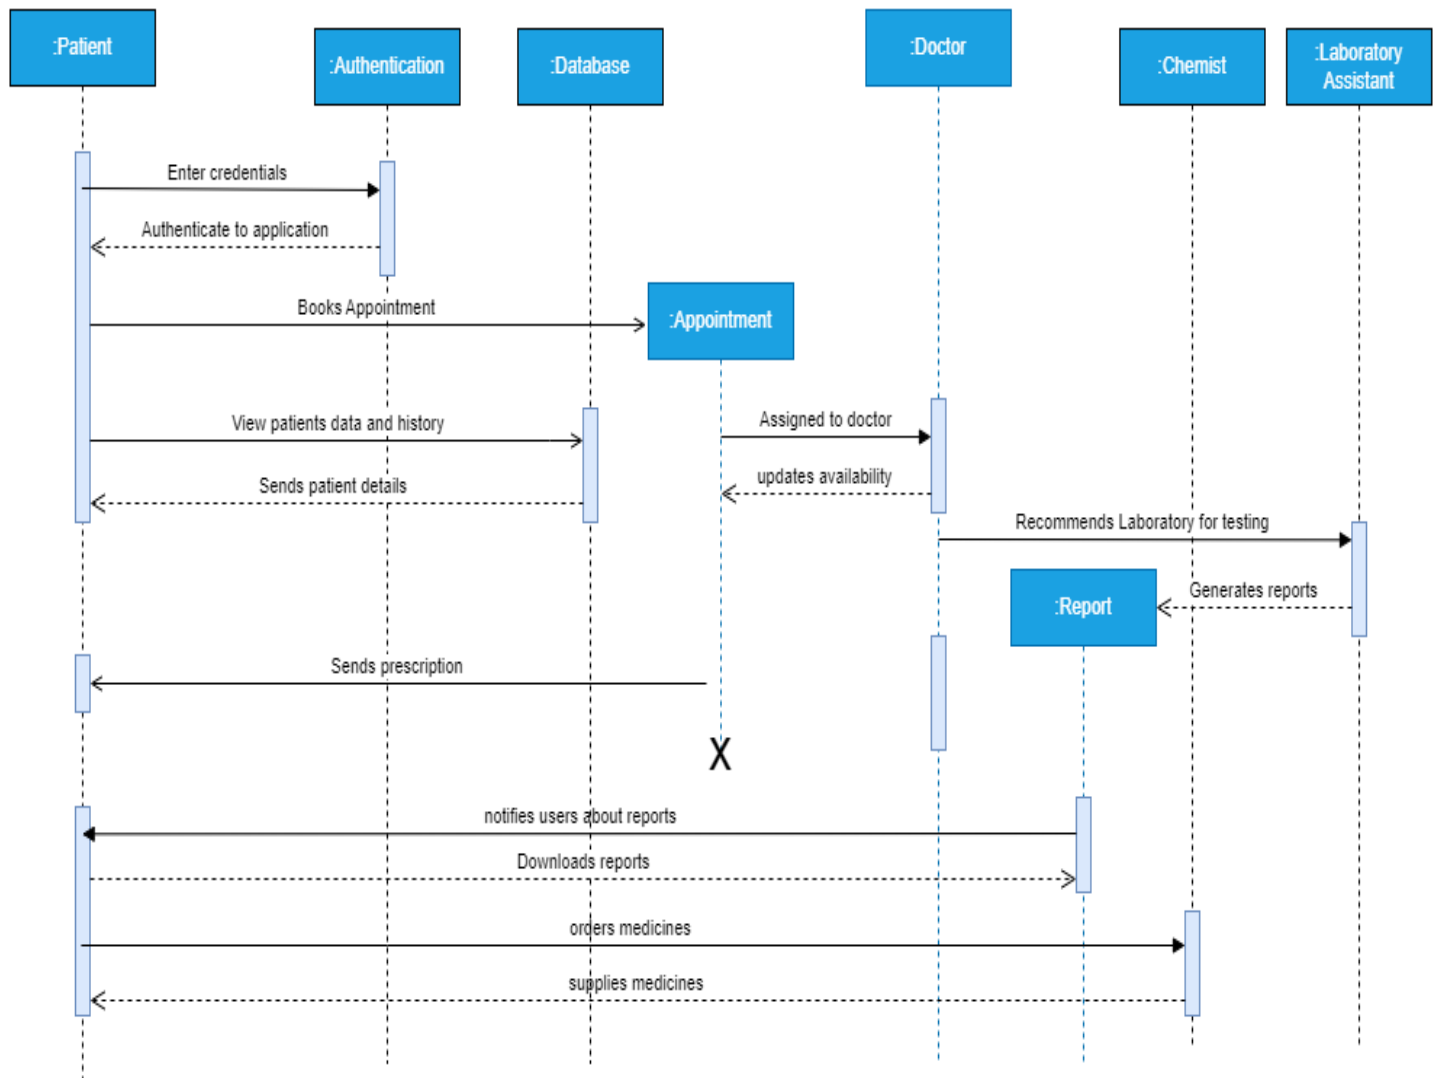 :Patient
:Authentication
:Database
:Doctor
:Chemist
:Laboratory
Assistant
Enter credentials
Authenticate to application
Books Appointment
:Appointment
View patients data and history
Assigned to doctor
Sends patient details
updates availability
Recommends Laboratory for testing
Generates reports
:Report
Sends prescription
X
notifies users about reports
Downloads reports
orders medicines
supplies medicines